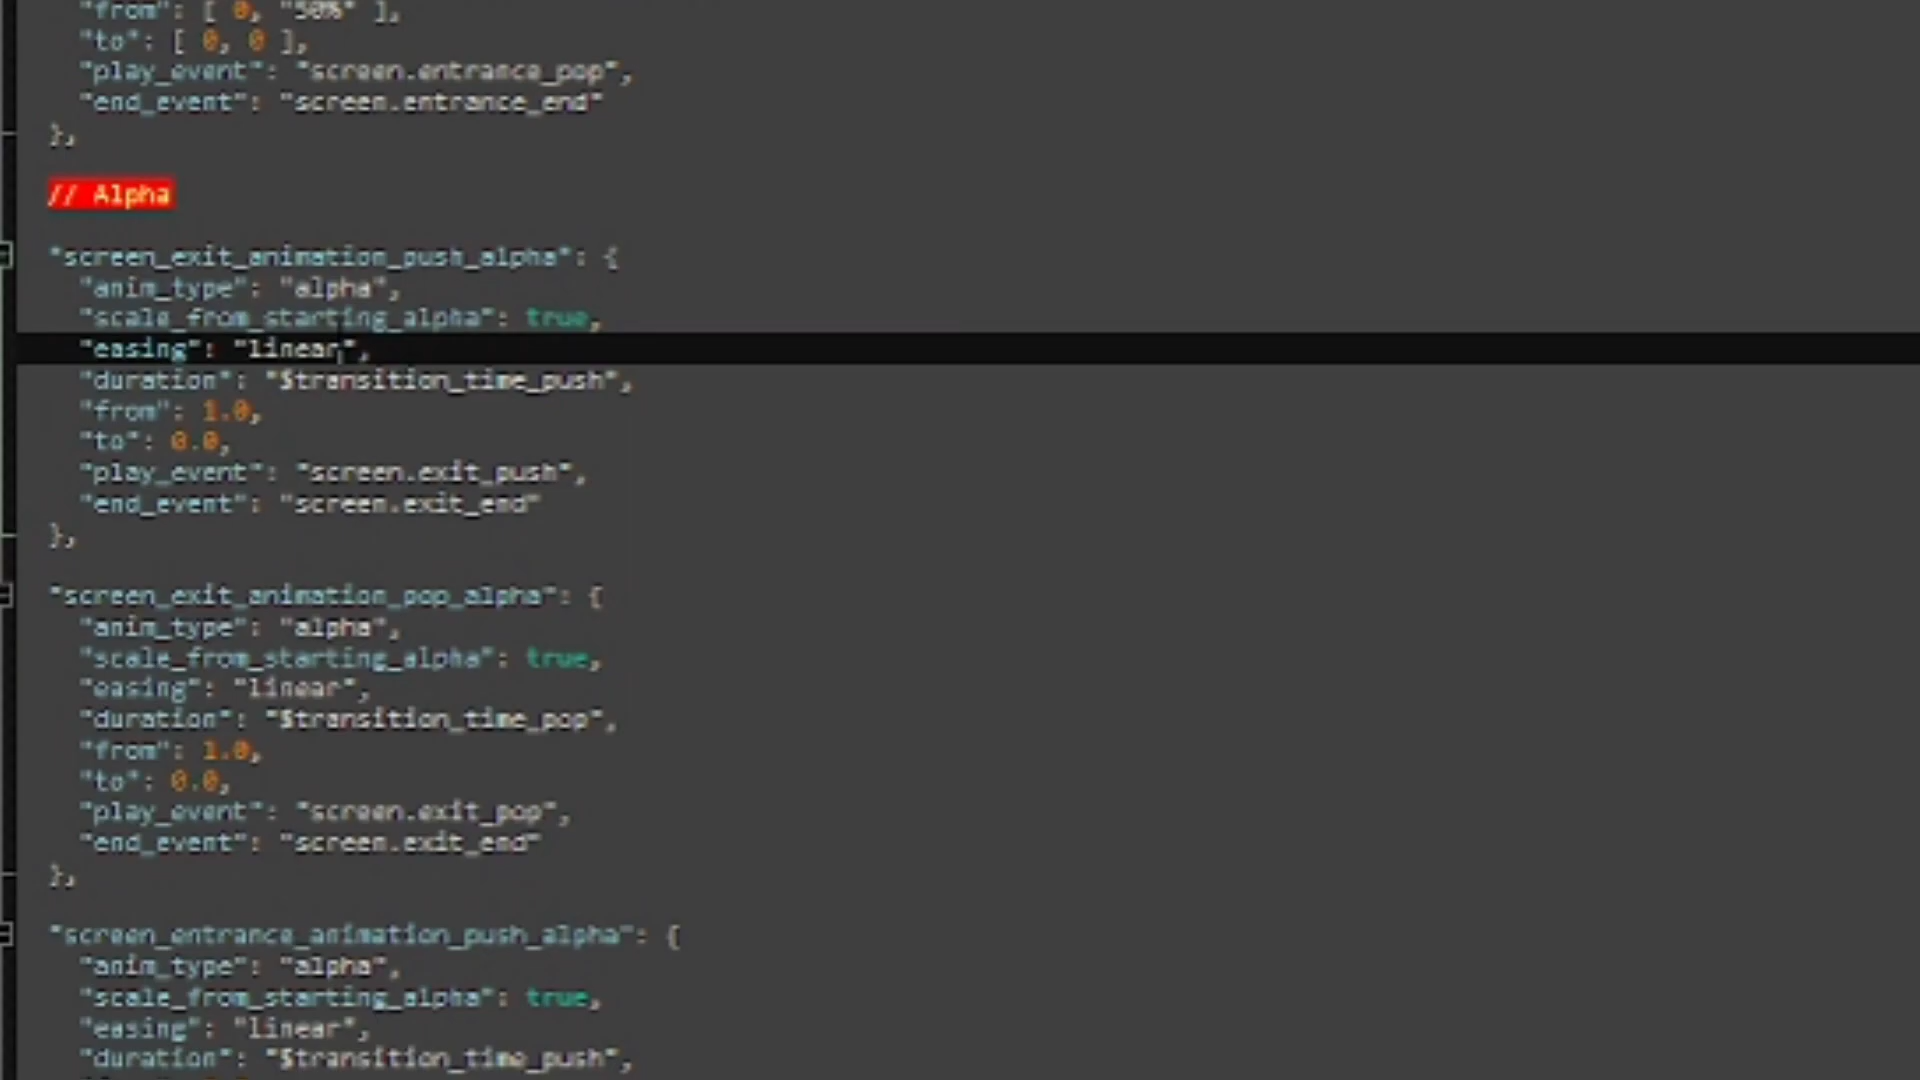 "from": [ 0, "50%" ],
"to": [ 0, 0 ],
"play_event": "screen.entrance_pop",
"end_event": "screen.entrance_end"
},
// Alpha
"screen_exit_animation_push_alpha": {
"anim_type": "alpha",
"scale_from_starting_alpha": true,
"easing": "linear",
"duration": "$transition_time_push",
"from": 1.0,
"to": 0.0,
"play_event": "screen.exit_push",
"end_event": "screen.exit_end"
},
"screen_exit_animation_pop_alpha": {
"anim_type": "alpha",
"scale_from_starting_alpha": true,
"easing": "linear",
"duration": "$transition_time_pop",
"from": 1.0,
"to": 0.0,
"play_event": "screen.exit_pop",
"end_event": "screen.exit_end"
},
"screen_entrance_animation_push_alpha": {
"anim_type": "alpha",
"scale_from_starting_alpha": true,
"easing": "linear",
"duration": "$transition_time_push",